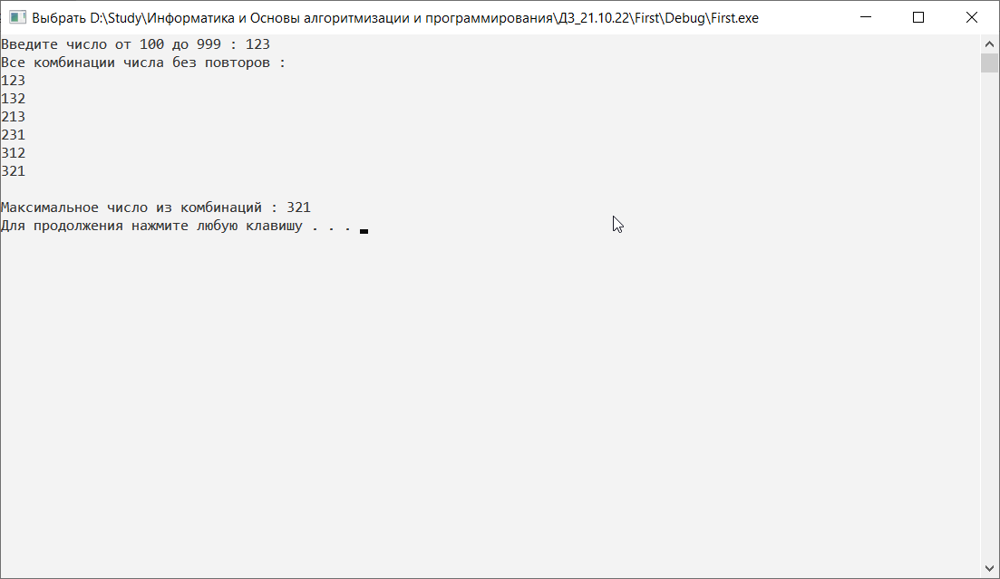 Выбрать D:\Study\Информатика и Основы алгоритмизации и программирования\ДЗ_21.10.22\First\Debug\First.exe
Введите число от 100 до 999 : 123
Все комбинации числа без повторов :
123
132
213
231
312
321
Максимальное число из комбинаций : 321
Для продолжения нажмите любую клавишу . . .